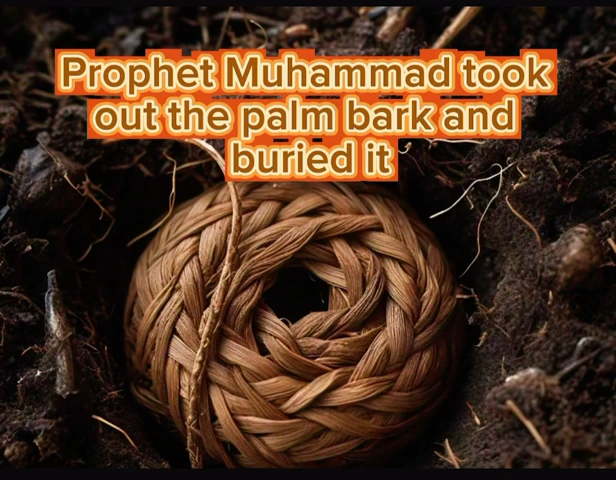 Prophet Muhammad took
out the palm bark and
buried it